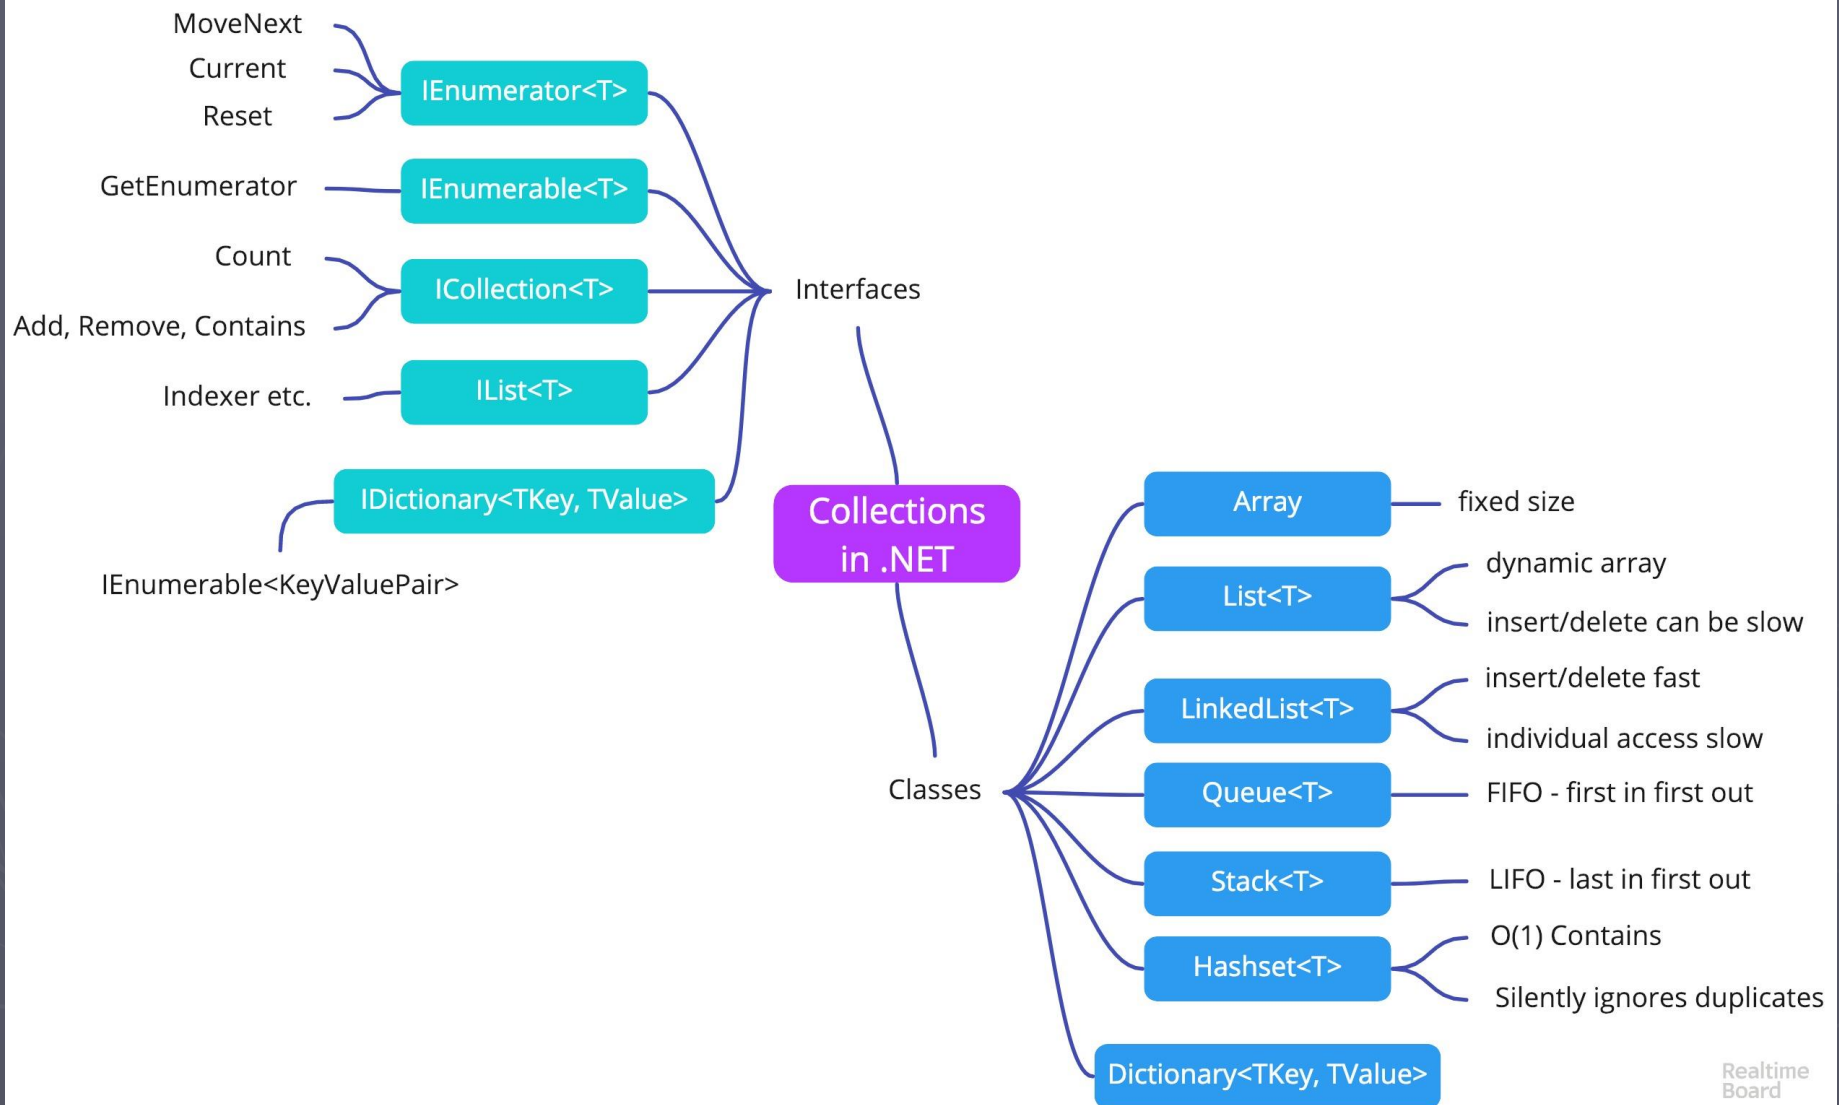 MoveNext
Current
Reset
IEnumerator<T>
GetEnumerator
IEnumerable<T>
Count
Add, Remove, Contains
ICollection<T>
Indexer etc.
IList<T>
IDictionary<TKey, TValue>
IEnumerable<KeyValuePair>
Interfaces
Collections
in .NET
Classes
Array
fixed size
List<T>
dynamic array
insert/delete can be slow
LinkedList<T>
insert/delete fast
individual access slow
Queue<T>
FIFO - first in first out
Stack<T>
LIFO - last in first out
Hashset<T>
O(1) Contains
Silently ignores duplicates
Dictionary<TKey, TValue>
Realtime
Board